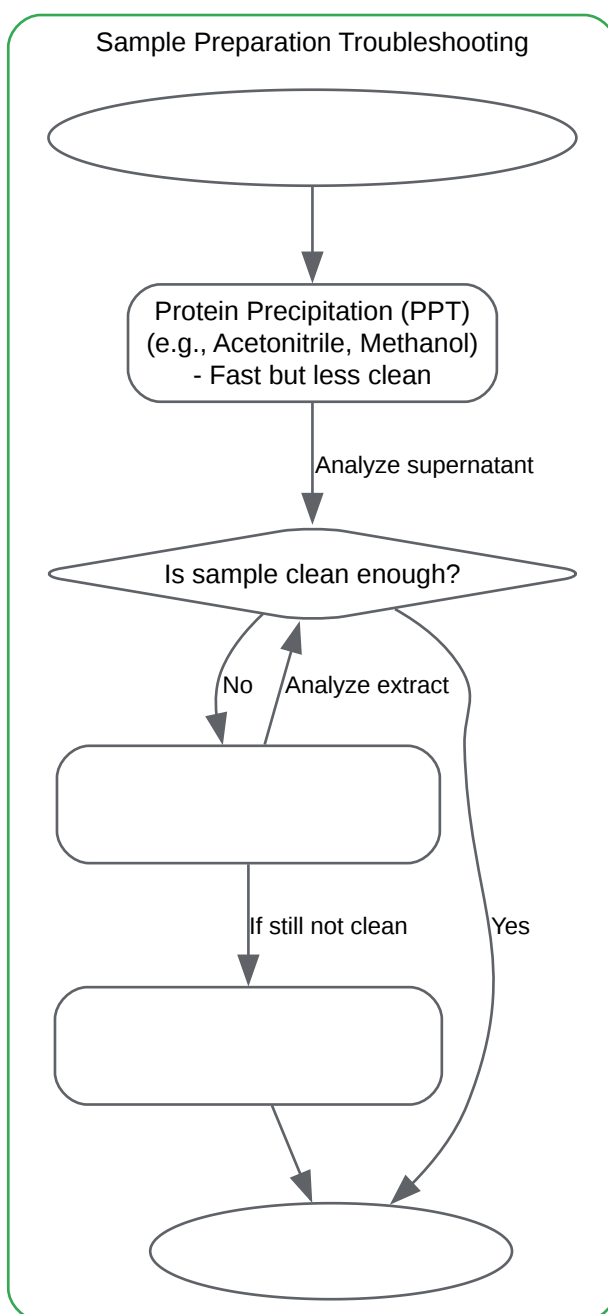 Sample Preparation Troubleshooting
Protein Precipitation (PPT)
(e.g., Acetonitrile, Methanol)
- Fast but less clean
Analyze supernatant
Is sample clean enough?
No
Analyze extract
If still not clean
Yes